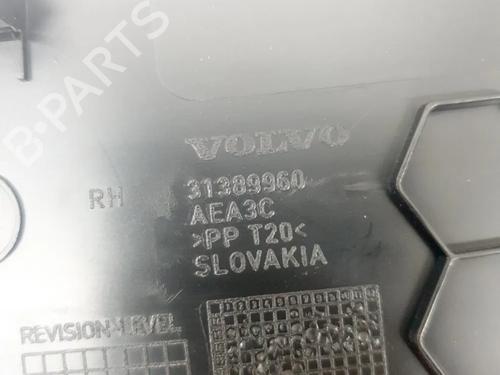 B-PARTS
VOLVO
RH 31389960
AEA3C
>PP T20<
SLOVAKIA
REVISION-LEVEL